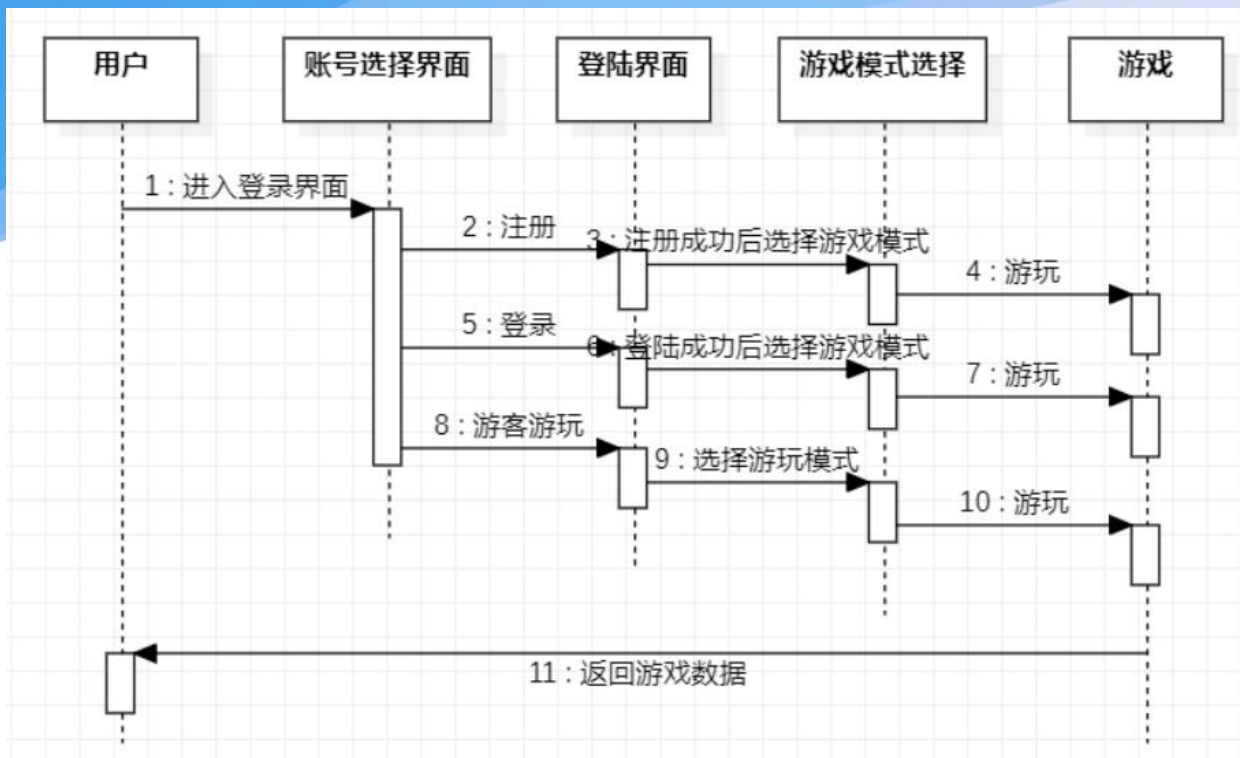 用户
账号选择界面
登陆界面
游戏模式选择
游戏
1 : 进入登录界面
2 : 注册
3 : 注册成功后选择游戏模式
4 : 游玩
5 : 登录
6 : 登陆成功后选择游戏模式
7 : 游玩
8 : 游客游玩
9 : 选择游玩模式
10 : 游玩
11 : 返回游戏数据